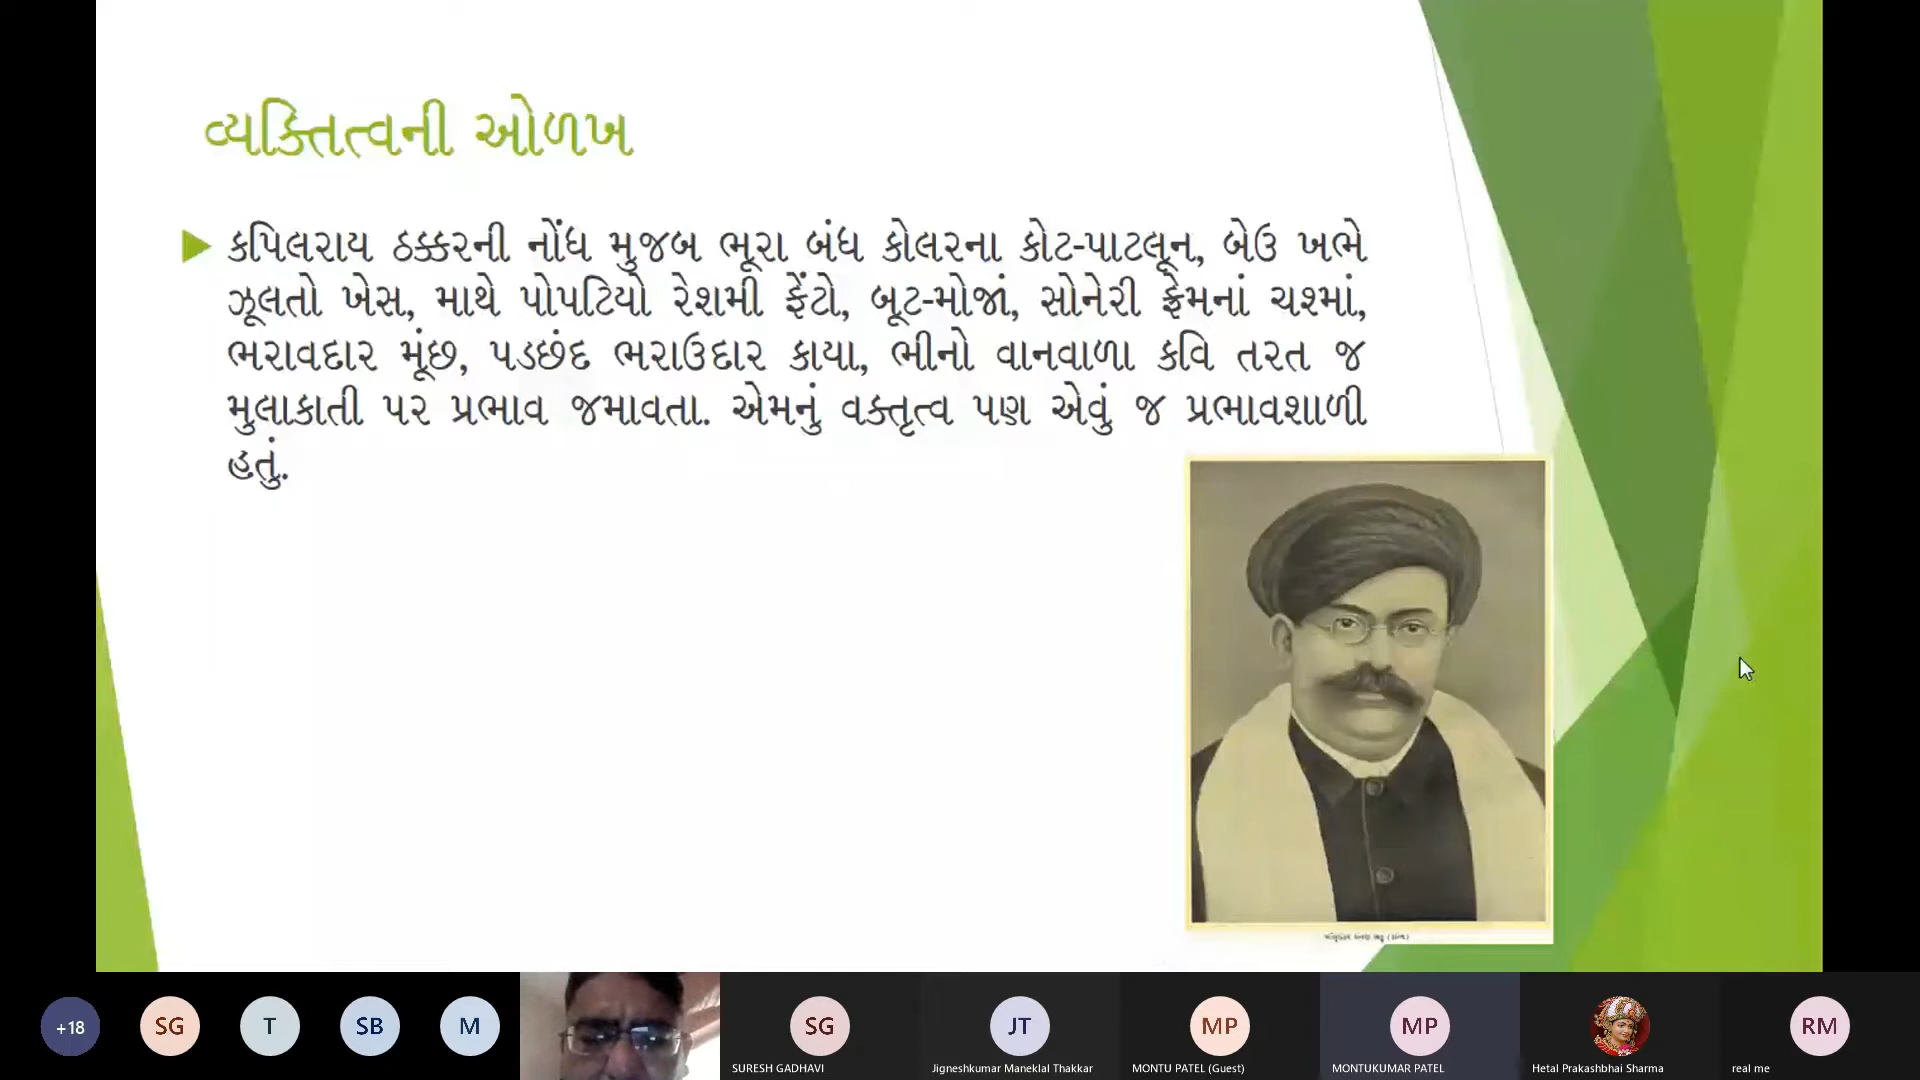 વ્યક્તિત્વની ઓળખ
કપિલરાય ઠક્કરની નોંધ મુજબ ભૂરા બંધ કોલરના કોટ-પાટલૂન, બેઉ ખભે
ઝૂલતો ખેસ, માથે પોપટિયો રેશમી ફેંટો, બૂટ-મોજાં, સોનેરી ફ્રેમનાં ચશ્માં,
ભરાવદાર મૂંછ, પડછંદ ભરાઉદાર કાયા, ભીનો વાનવાળા કવિ તરત જ
મુલાકાતી પર પ્રભાવ જમાવતા. એમનું વક્તૃત્વ પણ એવું જ પ્રભાવશાળી
હતું.
+18
SG
T
SB
M
SG
JT
MP
MP
RM
SURESH GADHAVI
Jigneshkumar Maneklal Thakkar
MONTU PATEL (Guest)
MONTUKUMAR PATEL
Hetal Prakashbhai Sharma
real me